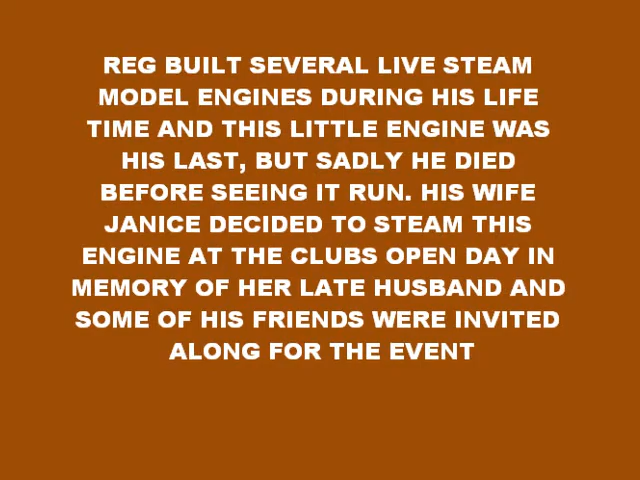 REG BUILT SEVERAL LIVE STEAM
MODEL ENGINES DURING HIS LIFE
TIME AND THIS LITTLE ENGINE WAS
HIS LAST, BUT SADLY HE DIED
BEFORE SEEING IT RUN. HIS WIFE
JANICE DECIDED TO STEAM THIS
ENGINE AT THE CLUBS OPEN DAY IN
MEMORY OF HER LATE HUSBAND AND
SOME OF HIS FRIENDS WERE INVITED
ALONG FOR THE EVENT